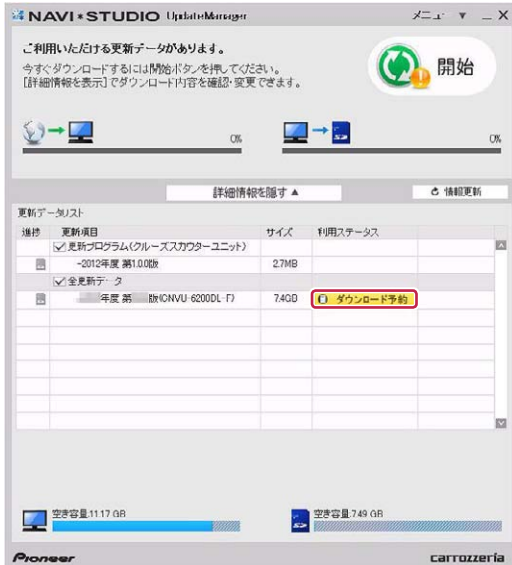 NAVI*STUDIO UpdateManager メニュー ▼ _ X
ご利用いただける更新データがあります。
今すぐダウンロードするには開始ボタンを押してください。
[詳細情報を表示]でダウンロード内容を確認・変更できます。
開始
0%
0%
詳細情報を隠す ▲
情報更新
更新データリスト
進捗 更新項目 サイズ 利用ステータス
更新プログラム(クルーズスカウターユニット)
-2012年度 第1.0.0版 2.7MB
全更新データ
年度 第 版(CNVU-6200DL-F) 7.4GB ダウンロード予約
空き容量:11.17 GB
空き容量:7.49 GB
Pioneer
carrozzeria